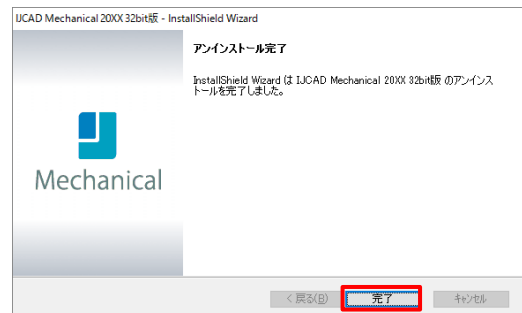 IJCAD Mechanical 20XX 32bit版 - InstallShield Wizard
アンインストール完了
InstallShield Wizard は IJCAD Mechanical 20XX 32bit版 のアンインス
トールを完了しました。
Mechanical
< 戻る(B)
完了
キャンセル